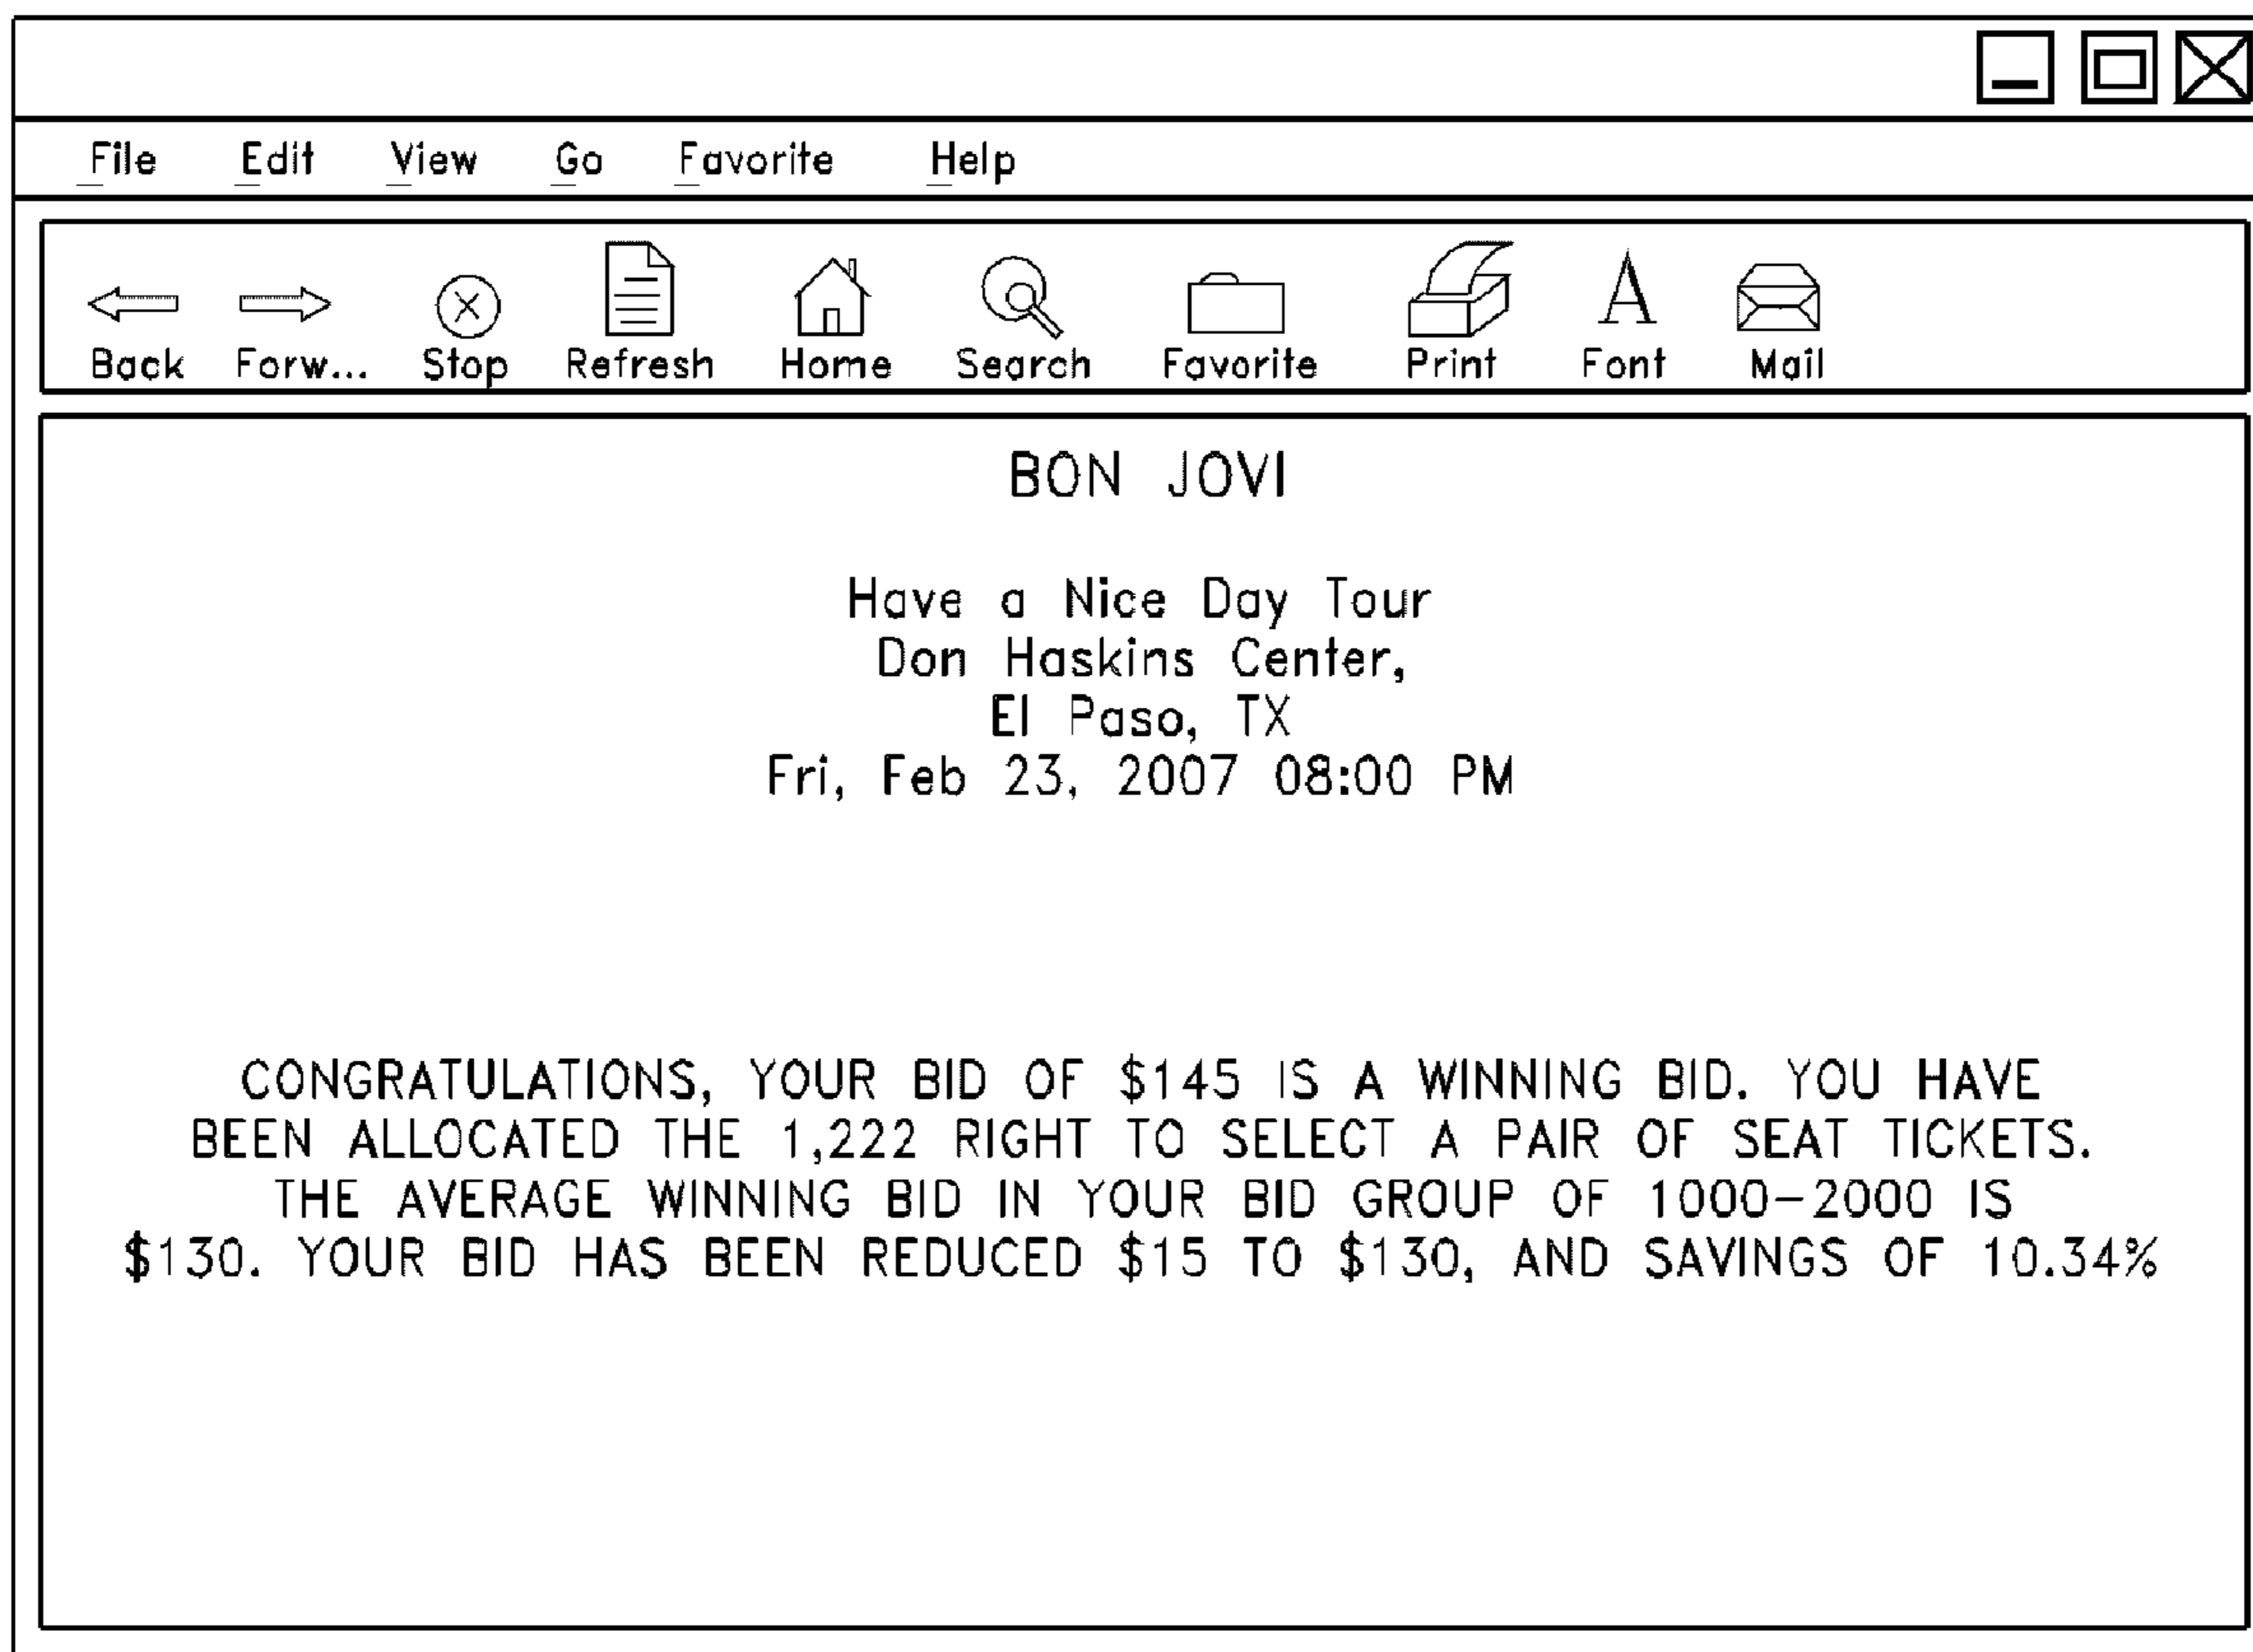 File Edit View Go Favorite Help
Back Forw... Stop Refresh Home Search Favorite Print Font Mail
BON JOVI
Have a Nice Day Tour
Don Haskins Center,
El Paso, TX
Fri, Feb 23, 2007 08:00 PM
CONGRATULATIONS, YOUR BID OF $145 IS A WINNING BID. YOU HAVE
BEEN ALLOCATED THE 1,222 RIGHT TO SELECT A PAIR OF SEAT TICKETS.
THE AVERAGE WINNING BID IN YOUR BID GROUP OF 1000-2000 IS
$130. YOUR BID HAS BEEN REDUCED $15 TO $130, AND SAVINGS OF 10.34%